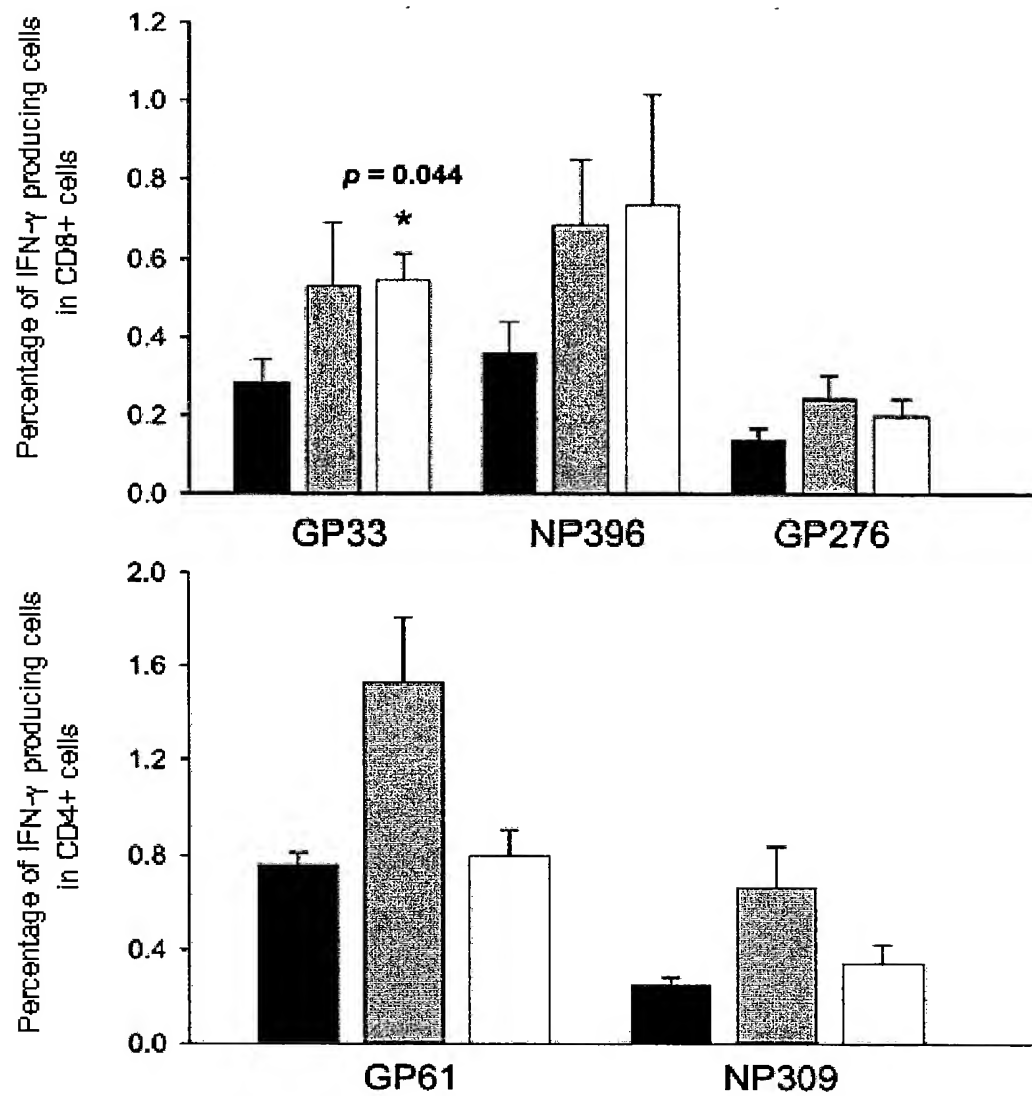 Percentage of IFN-γ producing cells
in CD8+ cells
1.2
1.0
0.8
0.6
0.4
0.2
0.0
p = 0.044
*
GP33 NP396 GP276
Percentage of IFN-γ producing cells
in CD4+ cells
2.0
1.6
1.2
0.8
0.4
0.0
GP61 NP309